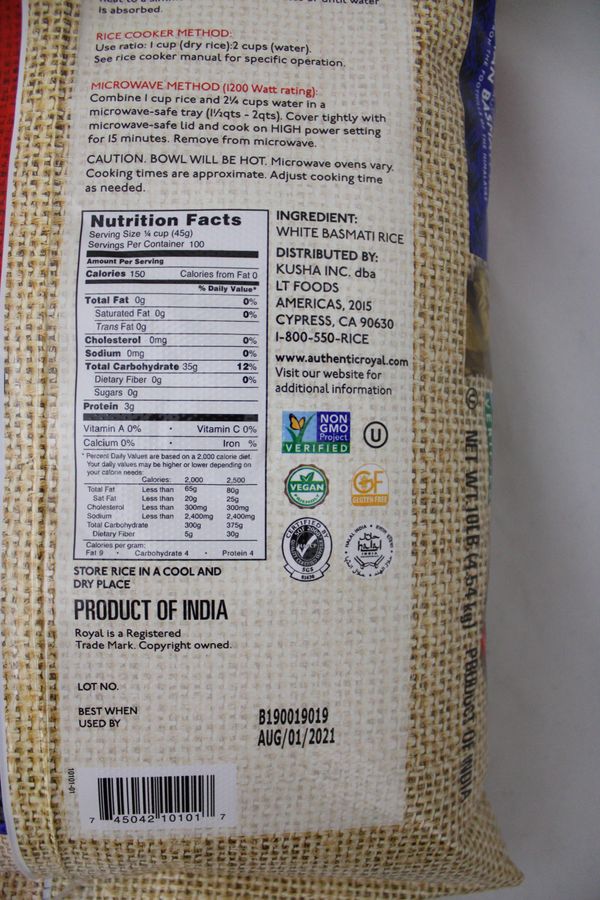 is absorbed.
RICE COOKER METHOD:
Use ratio: 1 cup (dry rice):2 cups (water).
See rice cooker manual for specific operation.
MICROWAVE METHOD (1200 Watt rating):
Combine 1 cup rice and 2¼ cups water in a
microwave-safe tray (1½qts - 2qts). Cover tightly with
microwave-safe lid and cook on HIGH power setting
for 15 minutes. Remove from microwave.
CAUTION. BOWL WILL BE HOT. Microwave ovens vary.
Cooking times are approximate. Adjust cooking time
as needed.
Nutrition Facts
Serving Size ¼ cup (45g)
Servings Per Container 100
Amount Per Serving
Calories 150 Calories from Fat 0
% Daily Value*
Total Fat 0g 0%
Saturated Fat 0g 0%
Trans Fat 0g
Cholesterol 0mg 0%
Sodium 0mg 0%
Total Carbohydrate 35g 12%
Dietary Fiber 0g 0%
Sugars 0g
Protein 3g
Vitamin A 0% • Vitamin C 0%
Calcium 0% • Iron %
* Percent Daily Values are based on a 2,000 calorie diet.
Your daily values may be higher or lower depending on
your calorie needs:
Calories: 2,000 2,500
Total Fat Less than 65g 80g
Sat Fat Less than 20g 25g
Cholesterol Less than 300mg 300mg
Sodium Less than 2,400mg 2,400mg
Total Carbohydrate 300g 375g
Dietary Fiber 5g 30g
Calories per gram:
Fat 9 • Carbohydrate 4 • Protein 4
INGREDIENT:
WHITE BASMATI RICE
DISTRIBUTED BY:
KUSHA INC. dba
LT FOODS
AMERICAS, 2015
CYPRESS, CA 90630
1-800-550-RICE
www.authenticroyal.com
Visit our website for
additional information
NON
GMO
Project
VERIFIED
U
VEGAN
GF
GLUTEN FREE
CERTIFIED BY
SGS
HALAL INDIA
INDIA
STORE RICE IN A COOL AND
DRY PLACE
PRODUCT OF INDIA
Royal is a Registered
Trade Mark. Copyright owned.
LOT NO.
BEST WHEN
USED BY
B190019019
AUG/01/2021
10101-01
7 45042 10101 7
NET WT. 10LB (4.54 kg) PRODUCT OF INDIA